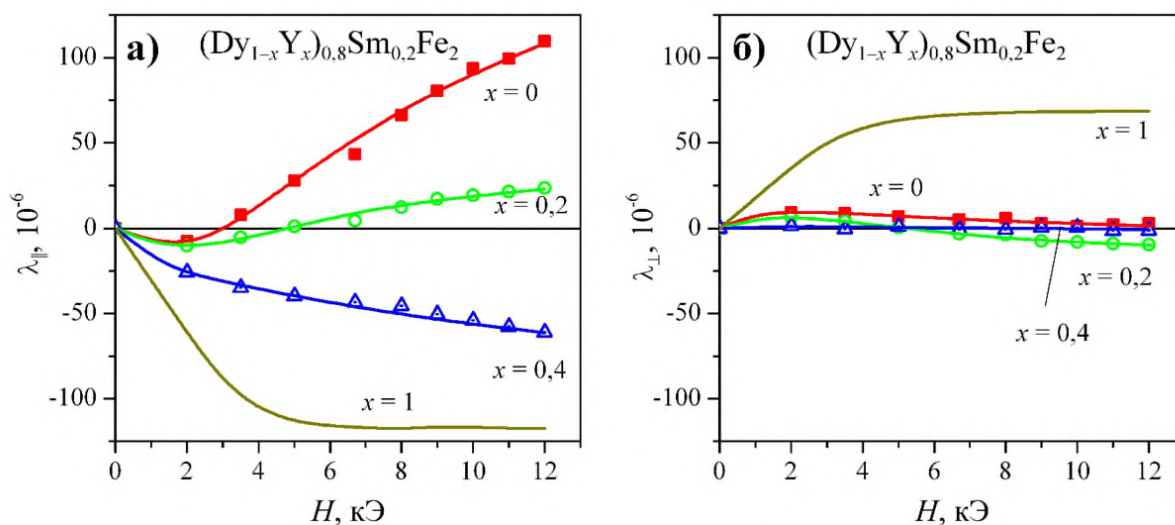 а)
(Dy1–xYx)0,8Sm0,2Fe2
x = 0
x = 0,2
x = 0,4
x = 1
100
50
0
-50
-100
λ∥, 10-6
0
2
4
6
8
10
12
H, кЭ
б)
(Dy1–xYx)0,8Sm0,2Fe2
x = 1
x = 0
x = 0,2
x = 0,4
100
50
0
-50
-100
λ⊥, 10-6
0
2
4
6
8
10
12
H, кЭ